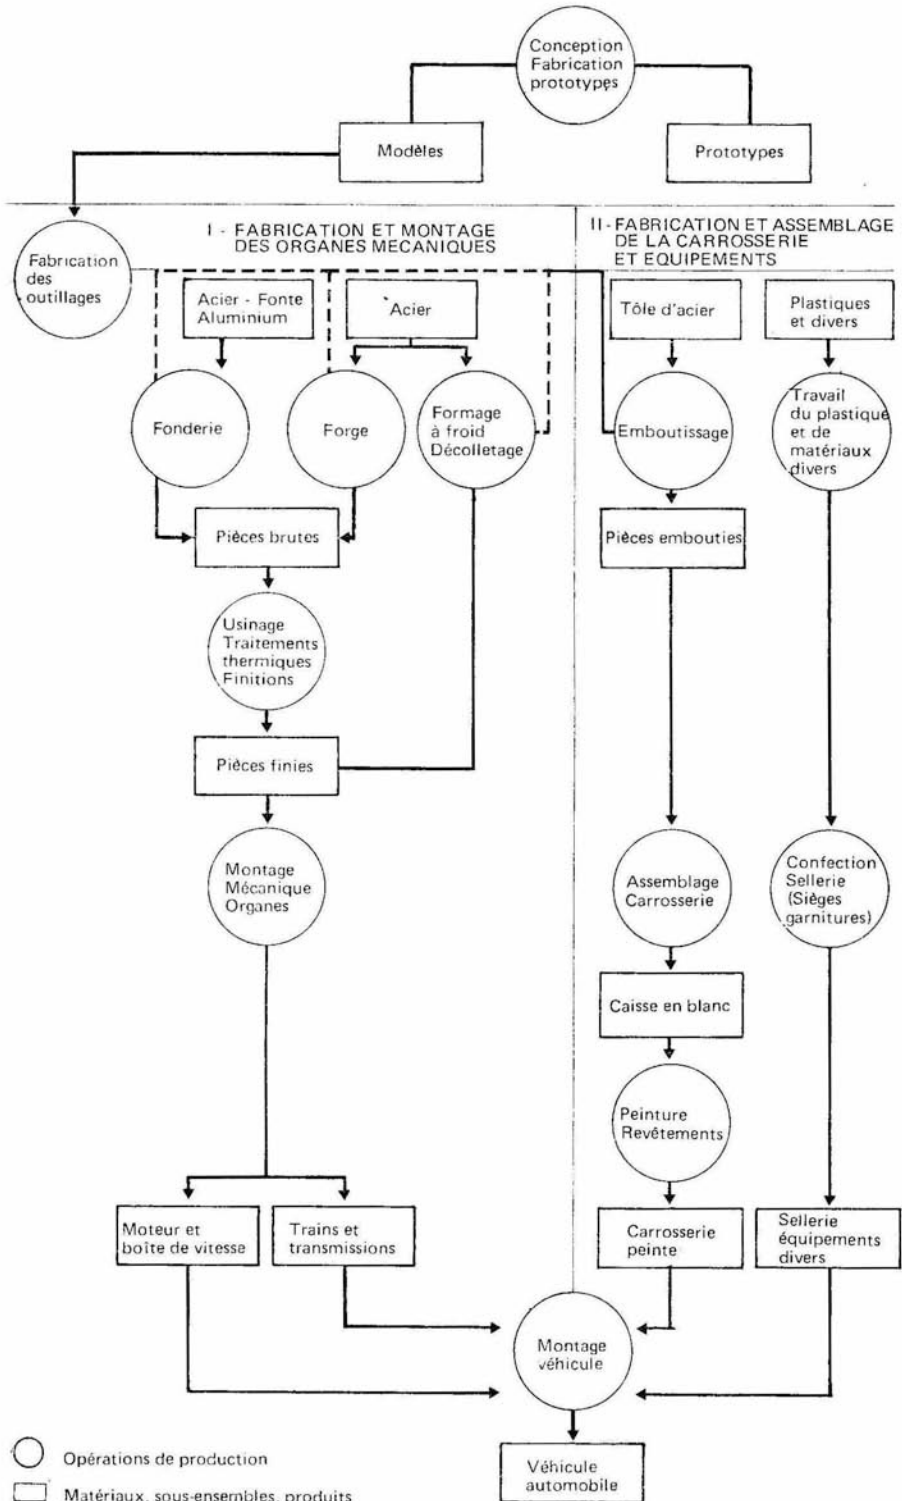 Conception
Fabrication
prototypes
Modèles
Prototypes
I - FABRICATION ET MONTAGE
DES ORGANES MECANIQUES
II - FABRICATION ET ASSEMBLAGE
DE LA CARROSSERIE
ET EQUIPEMENTS
Fabrication
des
outillages
Acier - Fonte
Aluminium
Acier
Tôle d'acier
Plastiques
et divers
Fonderie
Forge
Formage
à froid
Décolletage
Emboutissage
Travail
du plastique
et de
matériaux
divers
Pièces brutes
Pièces embouties
Usinage
Traitements
thermiques
Finitions
Pièces finies
Montage
Mécanique
Organes
Assemblage
Carrosserie
Confection
Sellerie
(Sièges
garnitures)
Caisse en blanc
Peinture
Revêtements
Moteur et
boîte de vitesse
Trains et
transmissions
Carrosserie
peinte
Sellerie
équipements
divers
Montage
véhicule
Véhicule
automobile
Opérations de production
Matériaux, sous-ensembles, produits